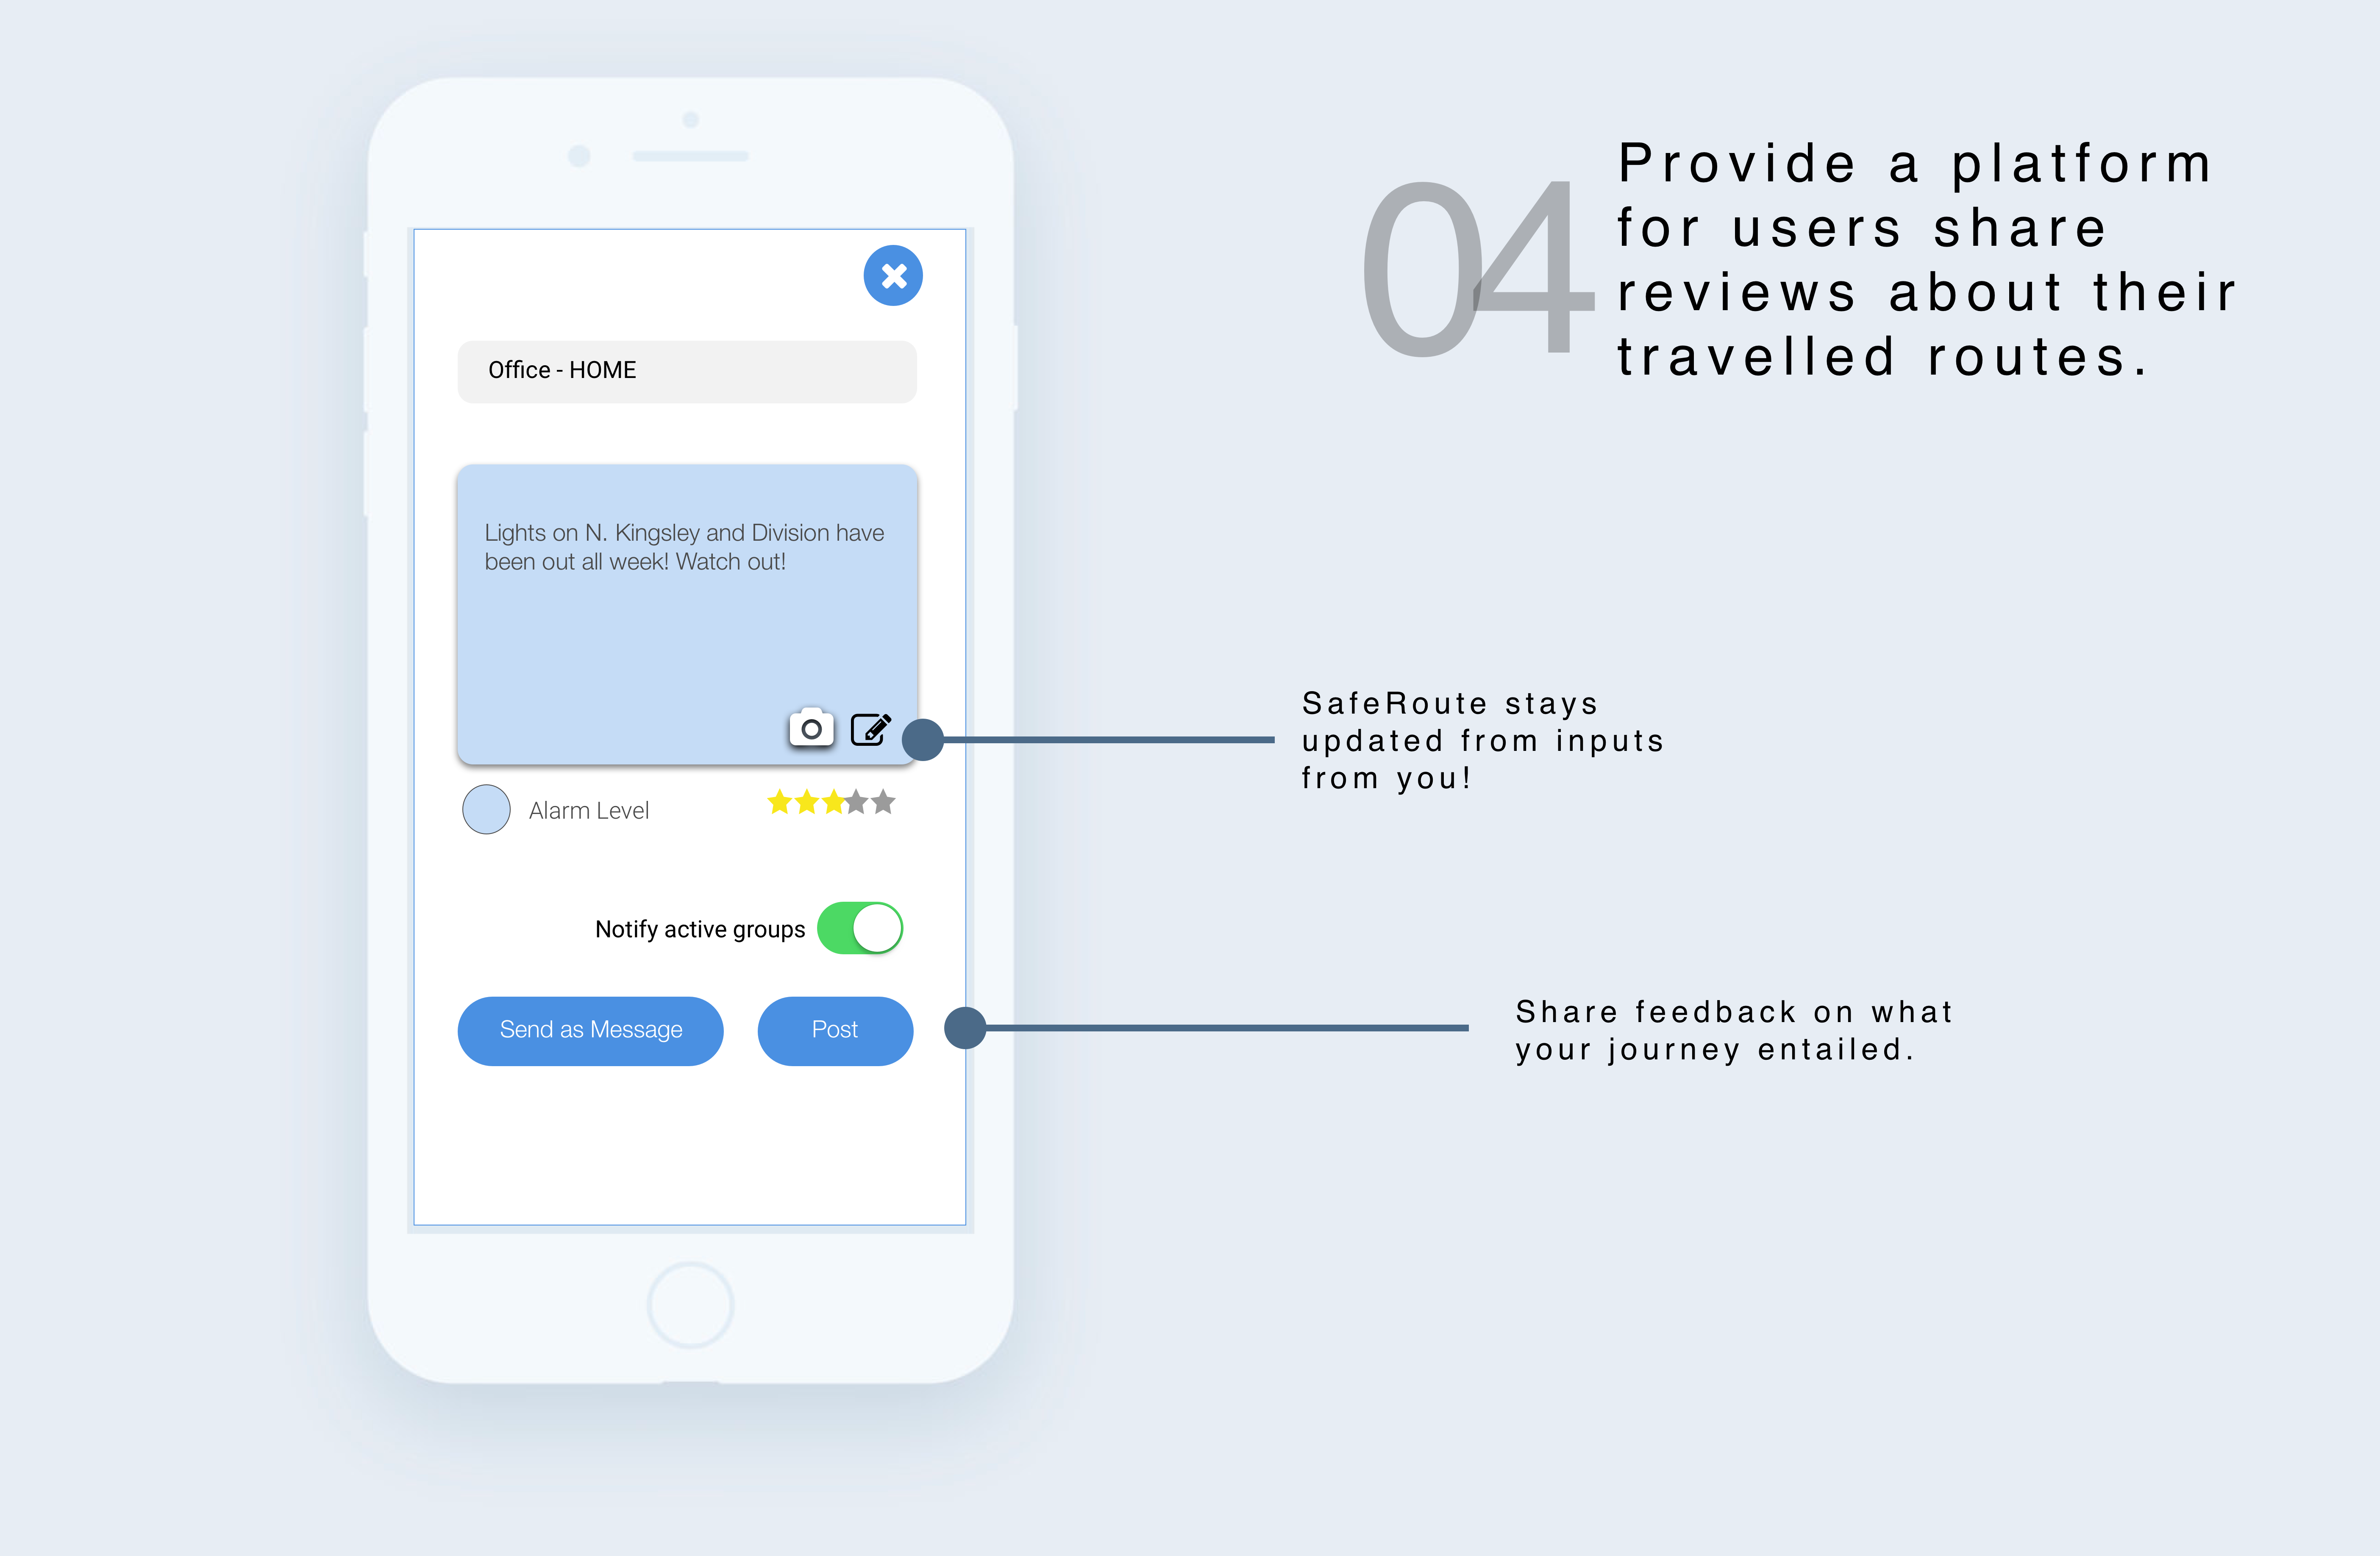 04
Provide a platform
for users share
reviews about their
travelled routes.
Office - HOME
Lights on N. Kingsley and Division have
been out all week! Watch out!
SafeRoute stays
updated from inputs
from you!
Alarm Level
Notify active groups
Send as Message
Post
Share feedback on what
your journey entailed.